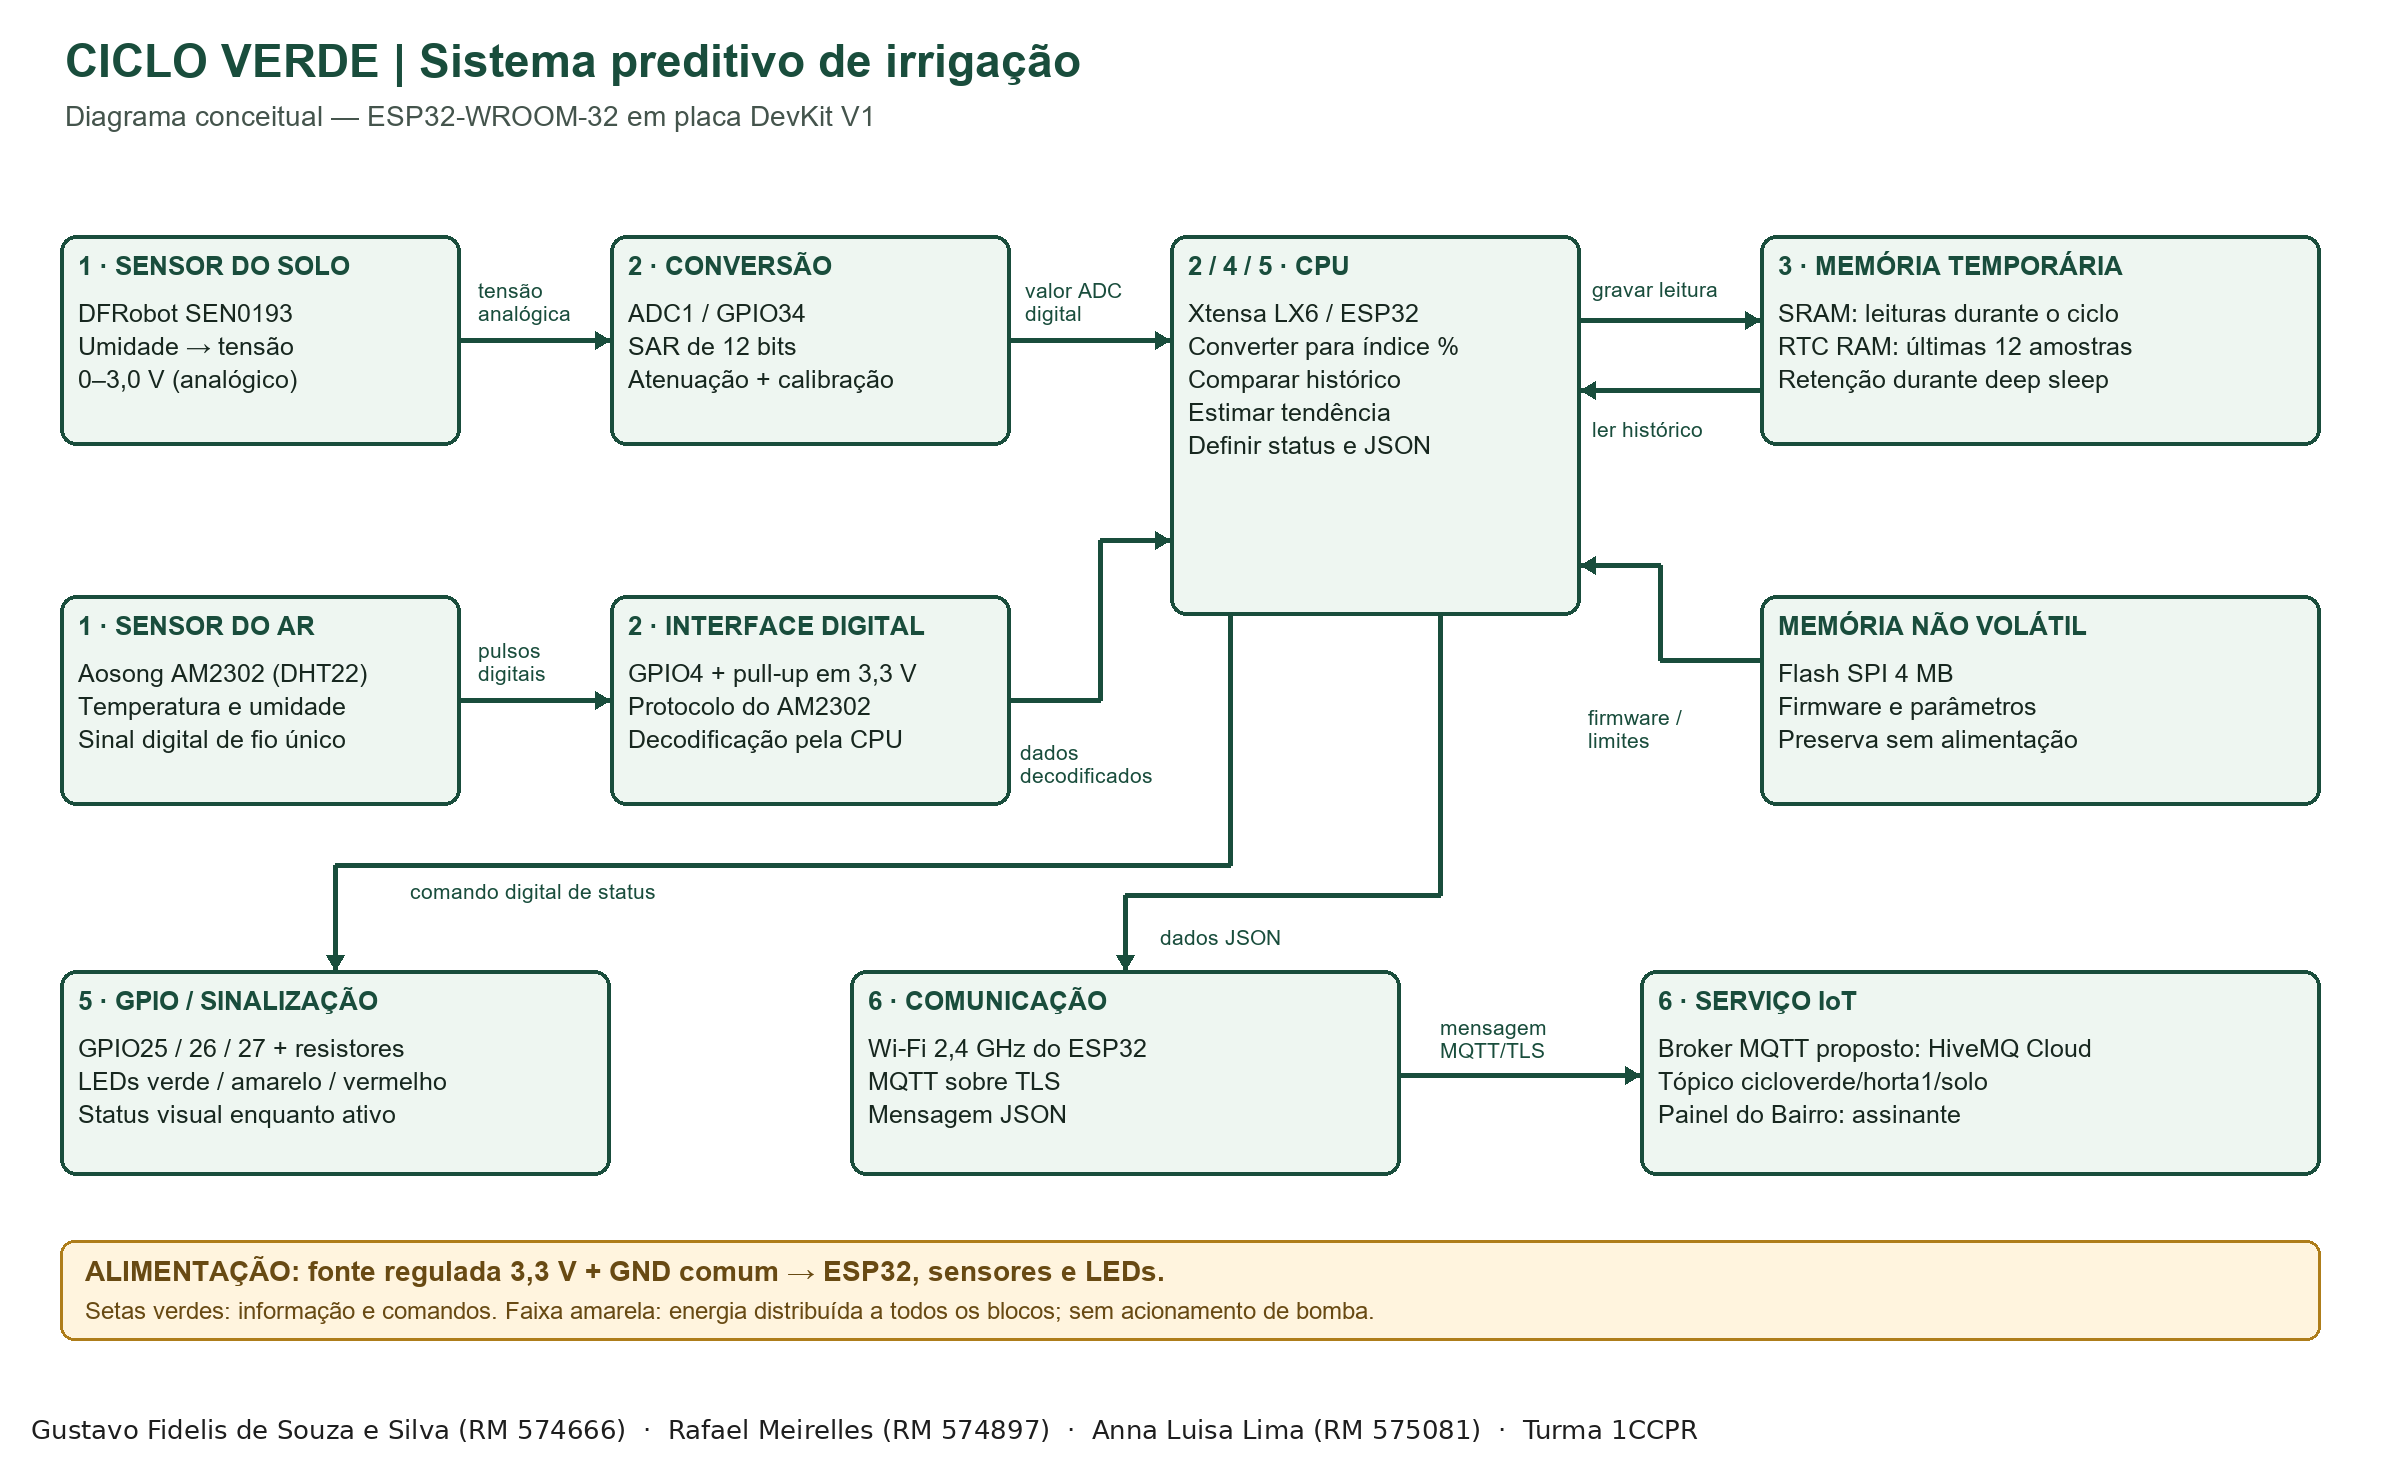 CICLO VERDE | Sistema preditivo de irrigação
Diagrama conceitual — ESP32-WROOM-32 em placa DevKit V1
1 · SENSOR DO SOLO
DFRobot SEN0193
Umidade → tensão
0–3,0 V (analógico)
tensão
analógica
2 · CONVERSÃO
ADC1 / GPIO34
SAR de 12 bits
Atenuação + calibração
valor ADC
digital
2 / 4 / 5 · CPU
Xtensa LX6 / ESP32
Converter para índice %
Comparar histórico
Estimar tendência
Definir status e JSON
gravar leitura
ler histórico
3 · MEMÓRIA TEMPORÁRIA
SRAM: leituras durante o ciclo
RTC RAM: últimas 12 amostras
Retenção durante deep sleep
1 · SENSOR DO AR
Aosong AM2302 (DHT22)
Temperatura e umidade
Sinal digital de fio único
pulsos
digitais
2 · INTERFACE DIGITAL
GPIO4 + pull-up em 3,3 V
Protocolo do AM2302
Decodificação pela CPU
dados
decodificados
firmware /
limites
MEMÓRIA NÃO VOLÁTIL
Flash SPI 4 MB
Firmware e parâmetros
Preserva sem alimentação
comando digital de status
dados JSON
5 · GPIO / SINALIZAÇÃO
GPIO25 / 26 / 27 + resistores
LEDs verde / amarelo / vermelho
Status visual enquanto ativo
6 · COMUNICAÇÃO
Wi-Fi 2,4 GHz do ESP32
MQTT sobre TLS
Mensagem JSON
mensagem
MQTT/TLS
6 · SERVIÇO IoT
Broker MQTT proposto: HiveMQ Cloud
Tópico cicloverde/horta1/solo
Painel do Bairro: assinante
ALIMENTAÇÃO: fonte regulada 3,3 V + GND comum → ESP32, sensores e LEDs.
Setas verdes: informação e comandos. Faixa amarela: energia distribuída a todos os blocos; sem acionamento de bomba.
Gustavo Fidelis de Souza e Silva (RM 574666) · Rafael Meirelles (RM 574897) · Anna Luisa Lima (RM 575081) · Turma 1CCPR